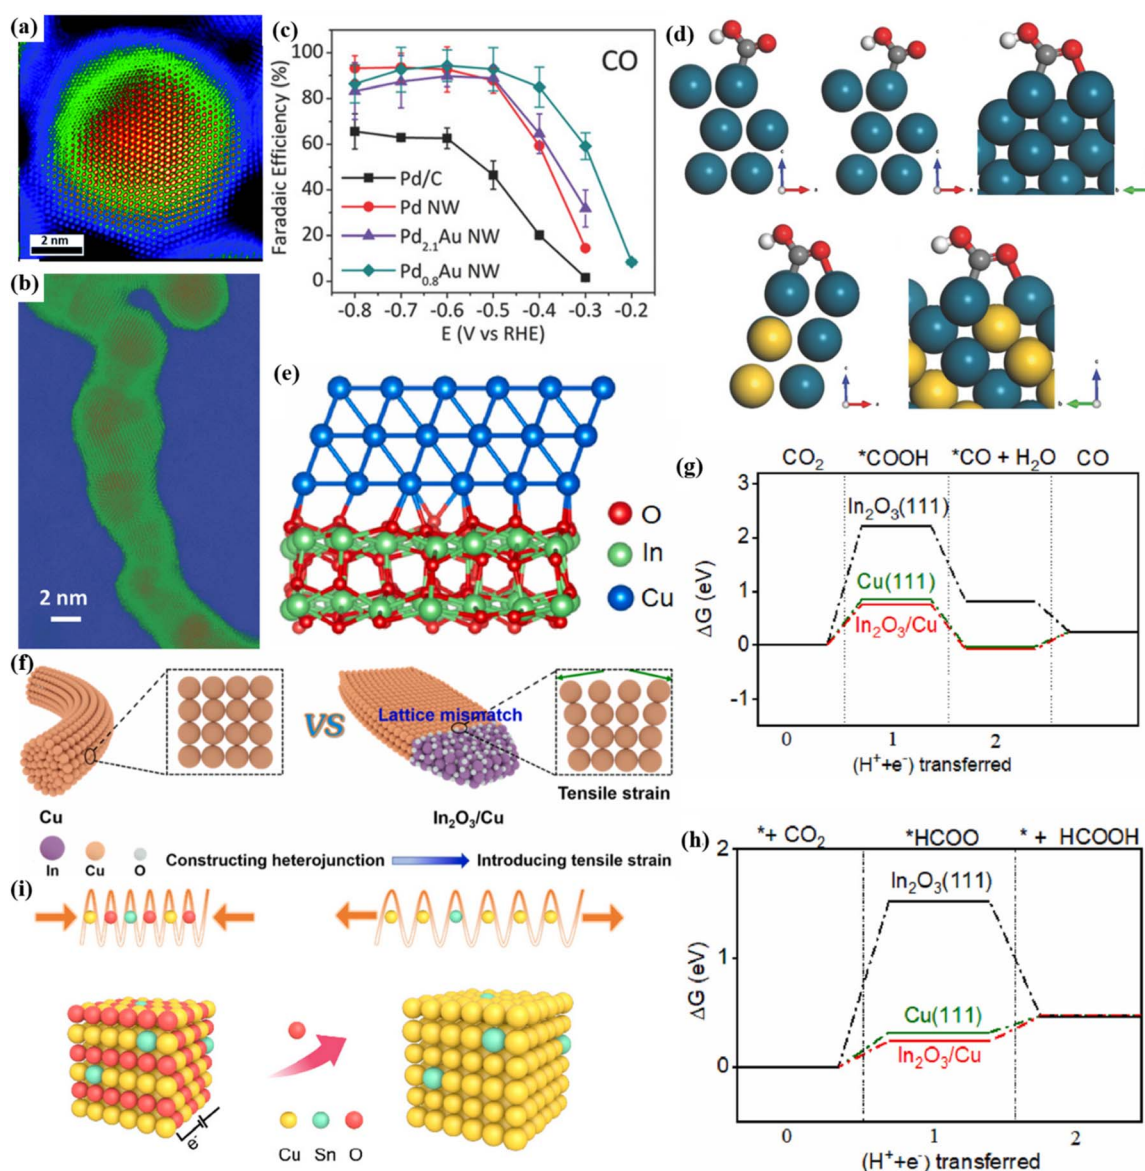 (a)
2 nm
(b)
2 nm
(c)
CO
Faradaic Efficiency (%)
100
80
60
40
20
0
Pd/C
Pd NW
Pd2.1Au NW
Pd0.8Au NW
-0.8 -0.7 -0.6 -0.5 -0.4 -0.3 -0.2
E (V vs RHE)
(d)
c
a
c
a
c
b
c
a
c
b
(e)
O
In
Cu
(f)
VS
Lattice mismatch
Tensile strain
Cu
In2O3/Cu
In Cu O
Constructing heterojunction
Introducing tensile strain
(g)
CO2 *COOH *CO + H2O CO
ΔG (eV)
3
2
1
0
-1
In2O3(111)
Cu(111)
In2O3/Cu
0 1 2
(H⁺+e⁻) transferred
(h)
*+ CO2 *HCOO * + HCOOH
ΔG (eV)
2
1
0
In2O3(111)
Cu(111)
In2O3/Cu
0 1 2
(H⁺+e⁻) transferred
(i)
e⁻
Cu Sn O